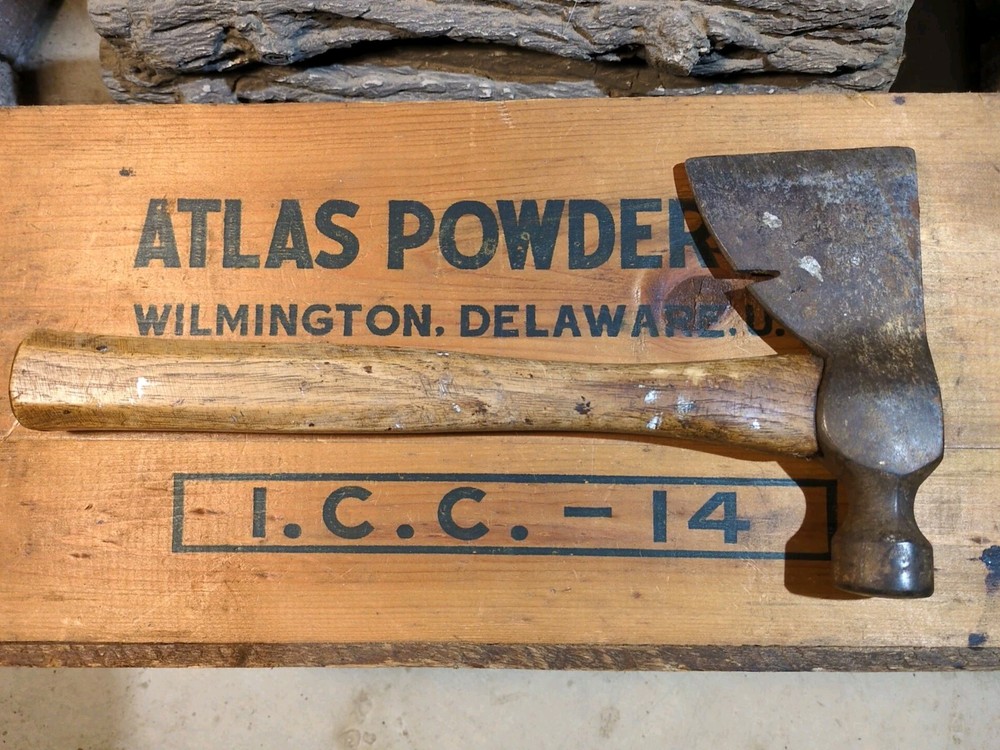 ATLAS POWDER
WILMINGTON, DELAWARE, U.
I.C.C.-14